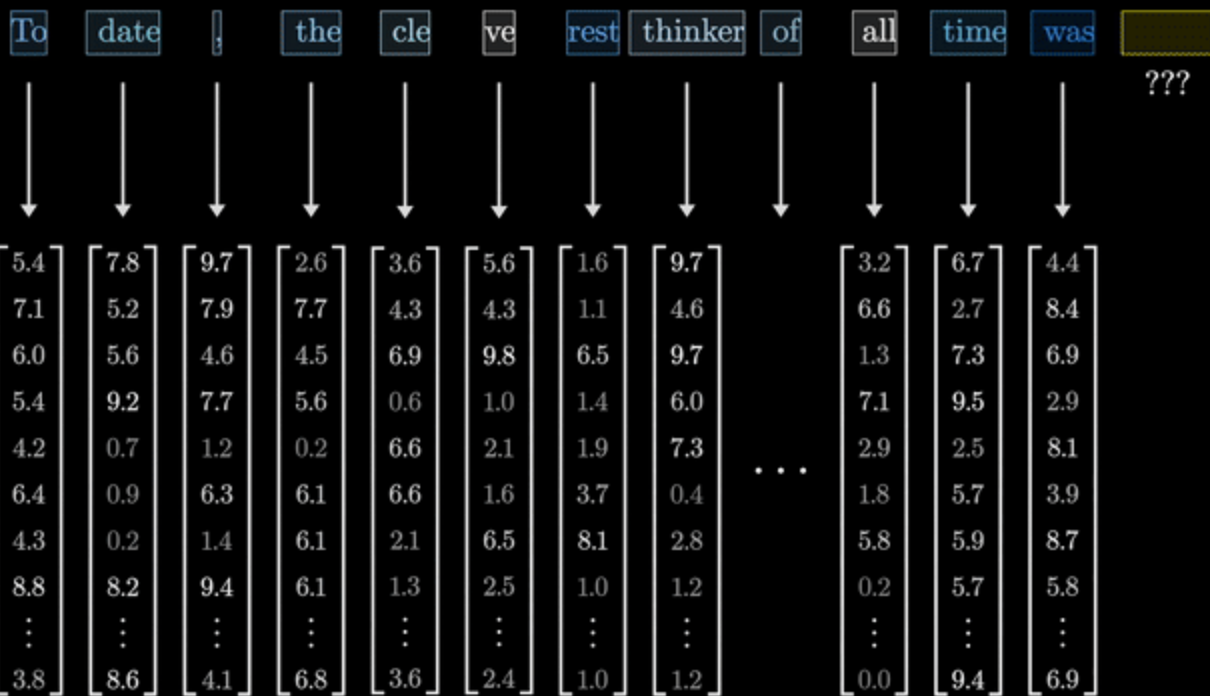 To date , the cle ve rest thinker of all time was
???
5.4 7.8 9.7 2.6 3.6 5.6 1.6 9.7 3.2 6.7 4.4
7.1 5.2 7.9 7.7 4.3 4.3 1.1 4.6 6.6 2.7 8.4
6.0 5.6 4.6 4.5 6.9 9.8 6.5 9.7 1.3 7.3 6.9
5.4 9.2 7.7 5.6 0.6 1.0 1.4 6.0 7.1 9.5 2.9
4.2 0.7 1.2 0.2 6.6 2.1 1.9 7.3 ... 2.9 2.5 8.1
6.4 0.9 6.3 6.1 6.6 1.6 3.7 0.4 1.8 5.7 3.9
4.3 0.2 1.4 6.1 2.1 6.5 8.1 2.8 5.8 5.9 8.7
8.8 8.2 9.4 6.1 1.3 2.5 1.0 1.2 0.2 5.7 5.8
⋮ ⋮ ⋮ ⋮ ⋮ ⋮ ⋮ ⋮ ⋮ ⋮ ⋮
3.8 8.6 4.1 6.8 3.6 2.4 1.0 1.2 0.0 9.4 6.9